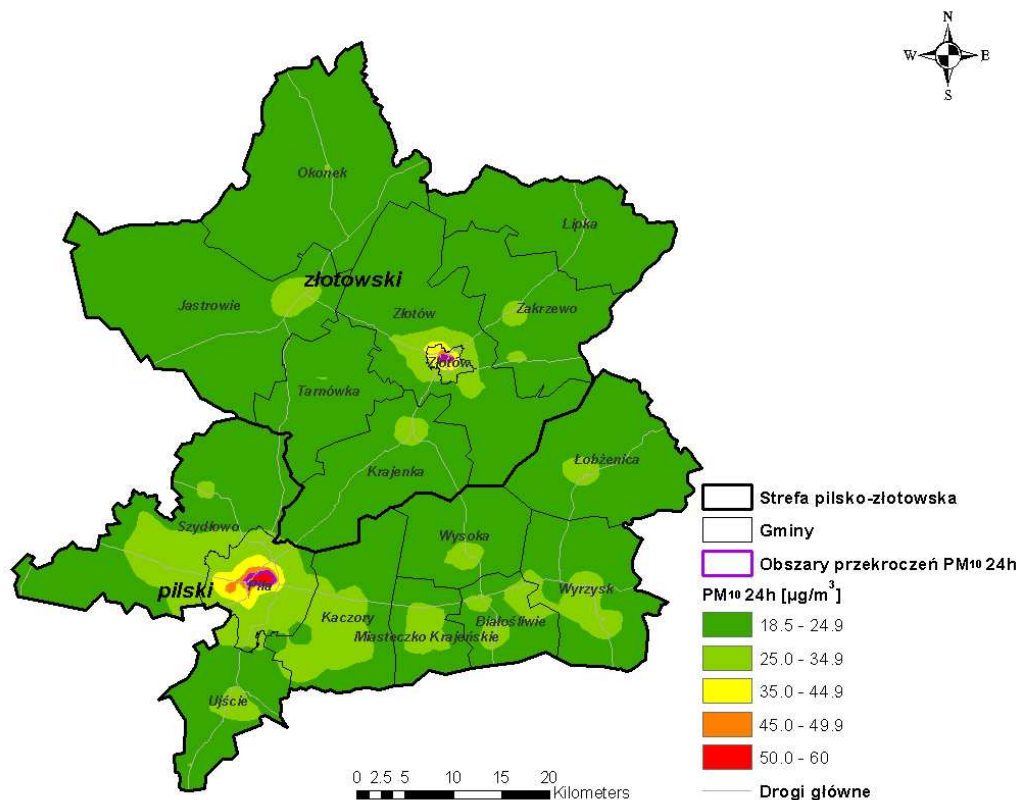 N
W E
S
Okonek
Lipka
złotowski
Jastrowie
Złotów
Zakrzewo
Złotów
Tarnówka
Krajenka
Łobżenica
Strefa pilsko-złotowska
Szydłowo
Wysoka
Gminy
Obszary przekroczeń PM10 24h
pilski
Piła
Wyrzysk
PM10 24h [µg/m³]
Kaczory
18.5 - 24.9
Białośliwie
Miasteczko Krajeńskie
25.0 - 34.9
Ujście
35.0 - 44.9
45.0 - 49.9
50.0 - 60
0 2.5 5 10 15 20
Kilometers
Drogi główne